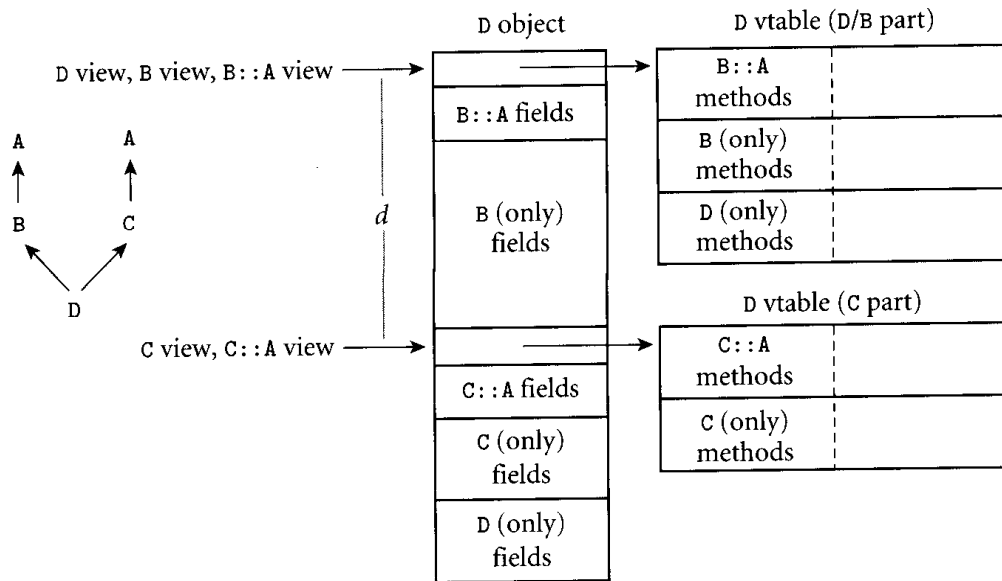 D object
D vtable (D/B part)
D view, B view, B::A view
B::A
methods
B::A fields
A A
B (only)
methods
B (only)
fields
d
B C
D (only)
methods
D
D vtable (C part)
C view, C::A view
C::A
methods
C::A fields
C (only)
methods
C (only)
fields
D (only)
fields